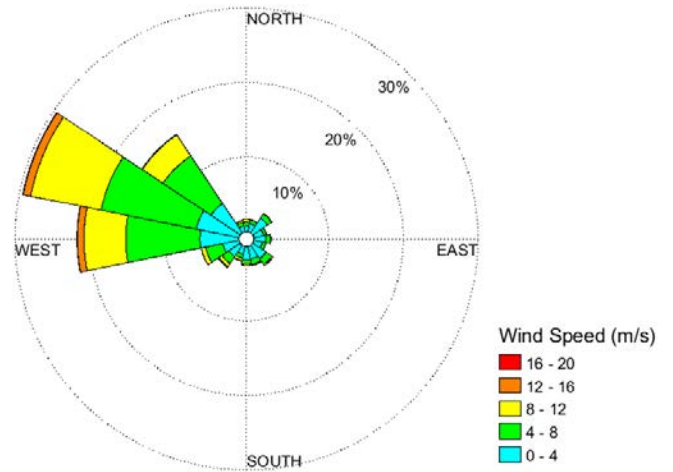 NORTH
30%
20%
10%
WEST
EAST
SOUTH
Wind Speed (m/s)
16 - 20
12 - 16
8 - 12
4 - 8
0 - 4